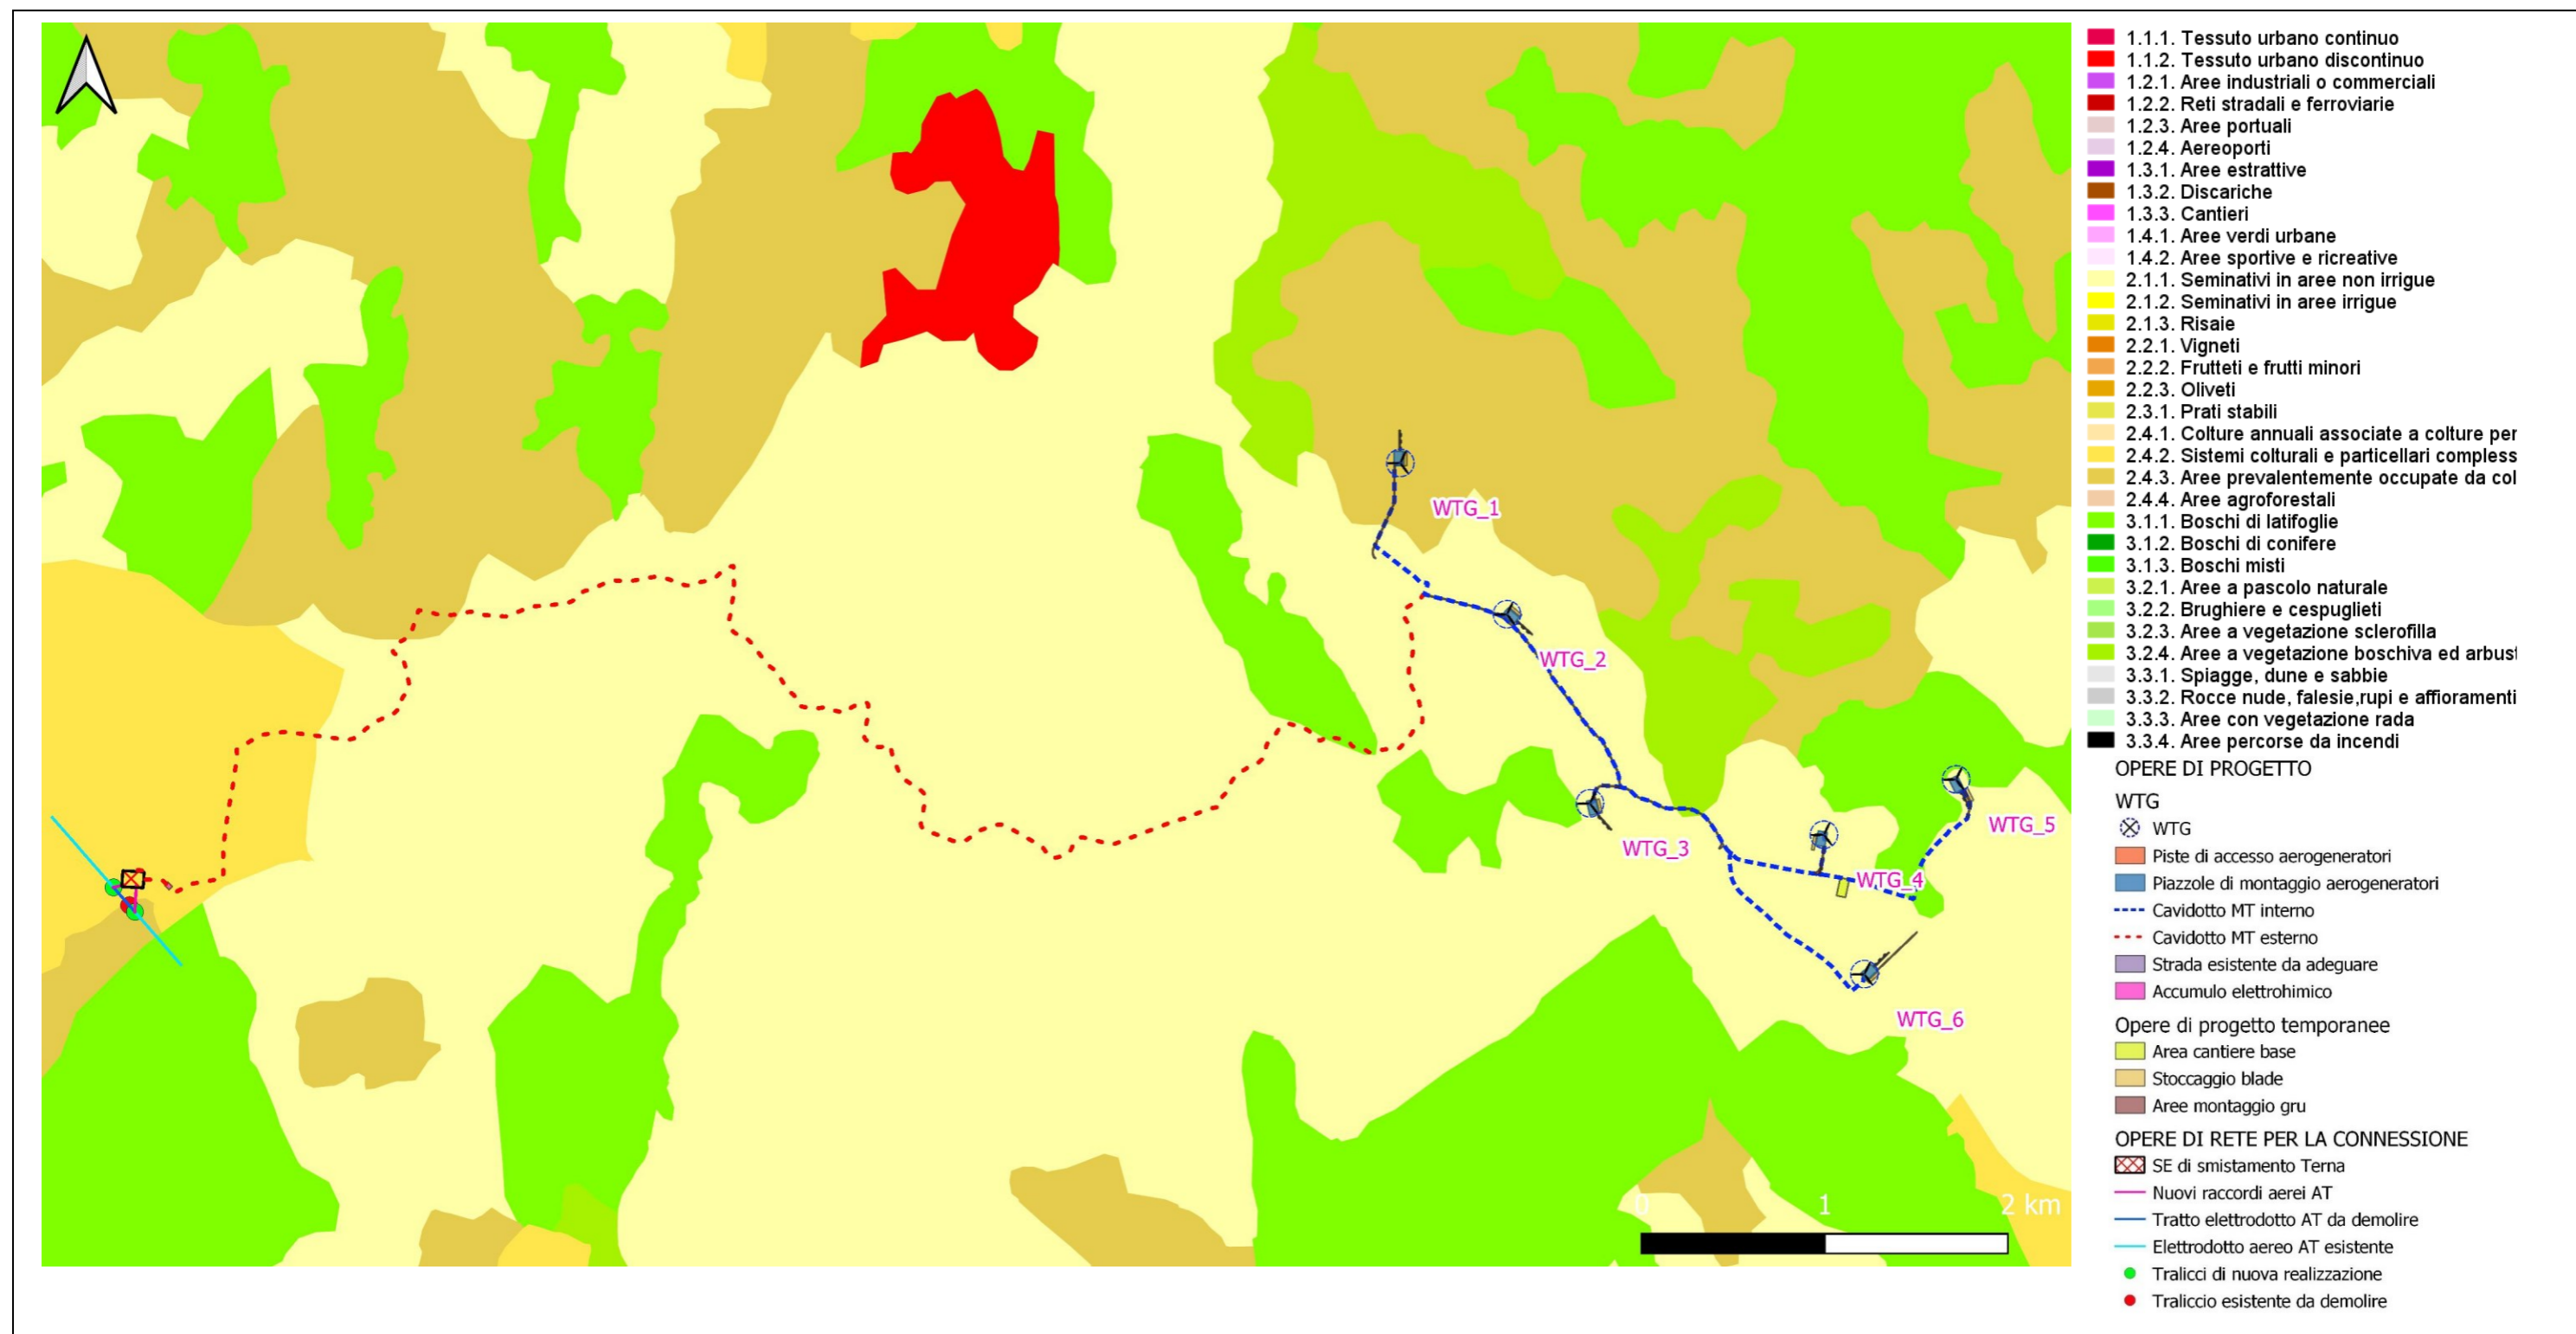 1.1.1. Tessuto urbano continuo
1.1.2. Tessuto urbano discontinuo
1.2.1. Aree industriali o commerciali
1.2.2. Reti stradali e ferroviarie
1.2.3. Aree portuali
1.2.4. Aereoporti
1.3.1. Aree estrattive
1.3.2. Discariche
1.3.3. Cantieri
1.4.1. Aree verdi urbane
1.4.2. Aree sportive e ricreative
2.1.1. Seminativi in aree non irrigue
2.1.2. Seminativi in aree irrigue
2.1.3. Risaie
2.2.1. Vigneti
2.2.2. Frutteti e frutti minori
2.2.3. Oliveti
2.3.1. Prati stabili
2.4.1. Colture annuali associate a colture per
2.4.2. Sistemi colturali e particellari compless
2.4.3. Aree prevalentemente occupate da col
2.4.4. Aree agroforestali
3.1.1. Boschi di latifoglie
3.1.2. Boschi di conifere
3.1.3. Boschi misti
3.2.1. Aree a pascolo naturale
3.2.2. Brughiere e cespuglieti
3.2.3. Aree a vegetazione sclerofilla
3.2.4. Aree a vegetazione boschiva ed arbust
3.3.1. Spiagge, dune e sabbie
3.3.2. Rocce nude, falesie,rupi e affioramenti
3.3.3. Aree con vegetazione rada
3.3.4. Aree percorse da incendi
OPERE DI PROGETTO
WTG
WTG
Piste di accesso aerogeneratori
Piazzole di montaggio aerogeneratori
Cavidotto MT interno
Cavidotto MT esterno
Strada esistente da adeguare
Accumulo elettrohimico
Opere di progetto temporanee
Area cantiere base
Stoccaggio blade
Aree montaggio gru
OPERE DI RETE PER LA CONNESSIONE
SE di smistamento Terna
Nuovi raccordi aerei AT
Tratto elettrodotto AT da demolire
Elettrodotto aereo AT esistente
Tralicci di nuova realizzazione
Traliccio esistente da demolire
WTG_1
WTG_2
WTG_3
WTG_4
WTG_5
WTG_6
0 1 2 km